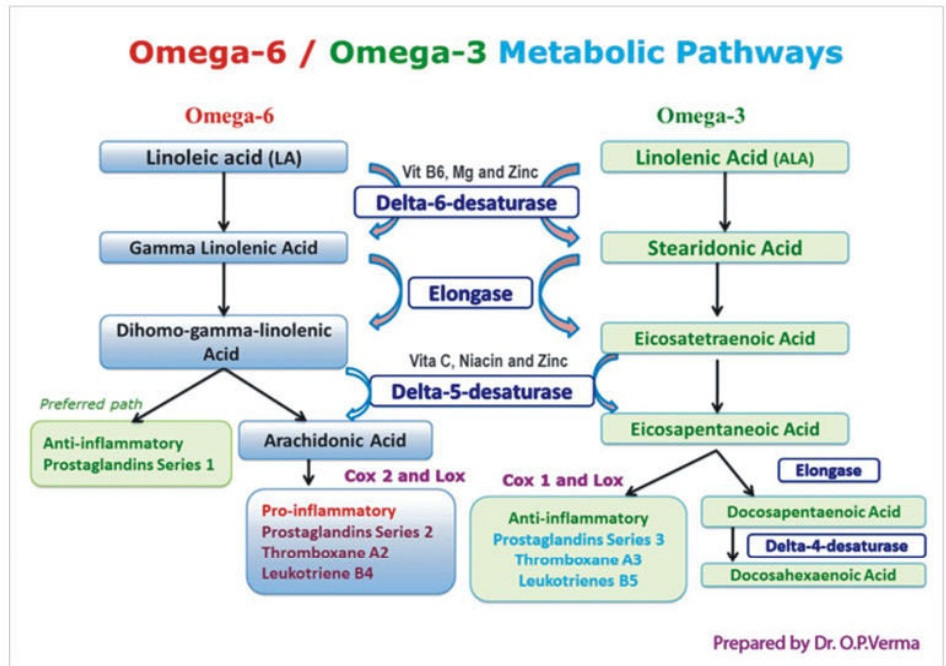 Omega-6 / Omega-3 Metabolic Pathways
Omega-6
Omega-3
Linoleic acid (LA)
Linolenic Acid (ALA)
Vit B6, Mg and Zinc
Delta-6-desaturase
Gamma Linolenic Acid
Stearidonic Acid
Elongase
Dihomo-gamma-linolenic
Acid
Eicosatetraenoic Acid
Vita C, Niacin and Zinc
Delta-5-desaturase
Preferred path
Anti-inflammatory
Prostaglandins Series 1
Arachidonic Acid
Eicosapentaneoic Acid
Cox 2 and Lox
Pro-inflammatory
Prostaglandins Series 2
Thromboxane A2
Leukotriene B4
Cox 1 and Lox
Anti-inflammatory
Prostaglandins Series 3
Thromboxane A3
Leukotrienes B5
Elongase
Docosapentaenoic Acid
Delta-4-desaturase
Docosahexaenoic Acid
Prepared by Dr. O.P.Verma